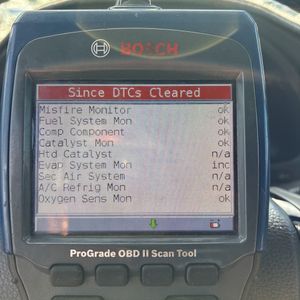 BOSCH
Since DTCs Cleared
Misfire Monitor ok
Fuel System Mon ok
Comp Component ok
Catalyst Mon ok
Htd Catalyst n/a
Evap System Mon inc
Sec Air System n/a
A/C Refrig Mon n/a
Oxygen Sens Mon ok
ProGrade OBD II Scan Tool